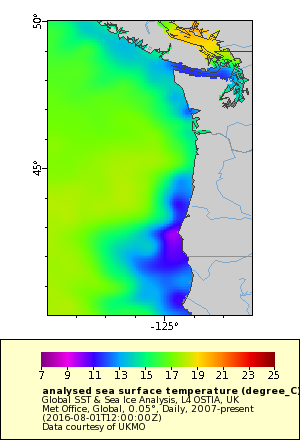 50°
45°
-125°
7 9 11 13 15 17 19 21 23 25
analysed sea surface temperature (degree_C)
Global SST & Sea Ice Analysis, L4 OSTIA, UK
Met Office, Global, 0.05°, Daily, 2007-present
(2016-08-01T12:00:00Z)
Data courtesy of UKMO